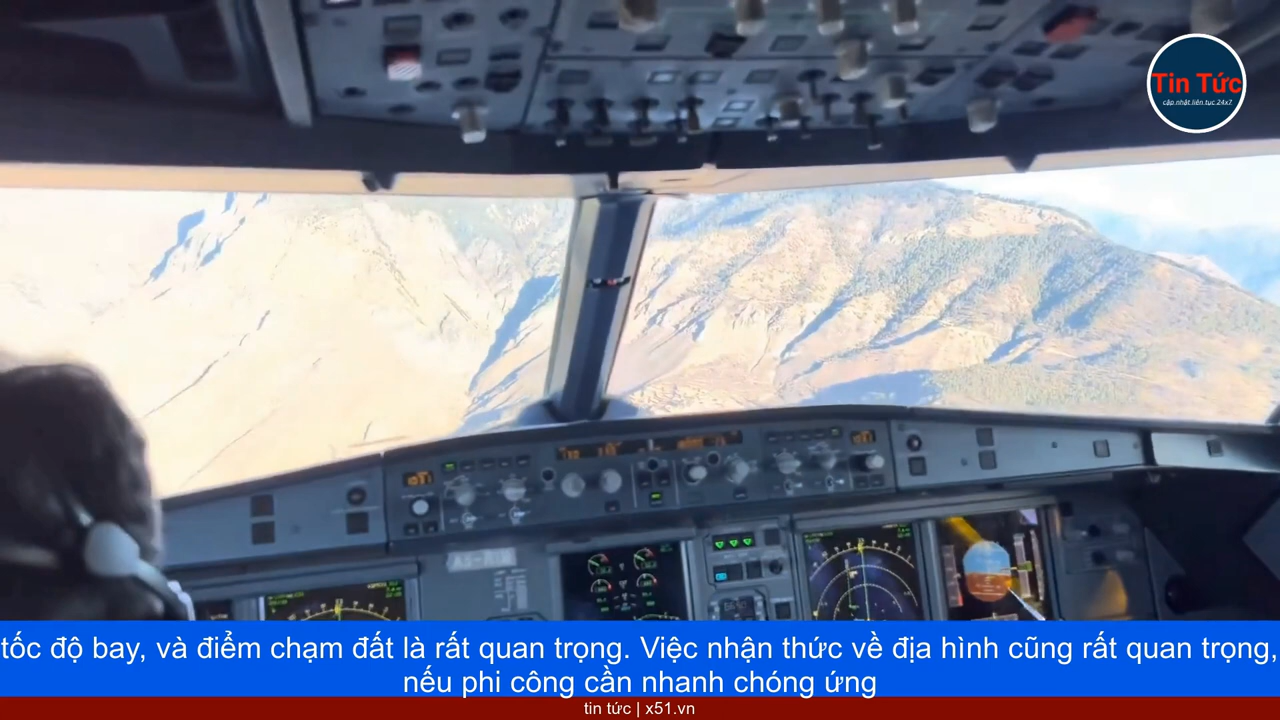 Tin Tức
cập nhật liên tục 24x7
tốc độ bay, và điểm chạm đất là rất quan trọng. Việc nhận thức về địa hình cũng rất quan trọng,
nếu phi công cần nhanh chóng ứng
tin tức | x51.vn